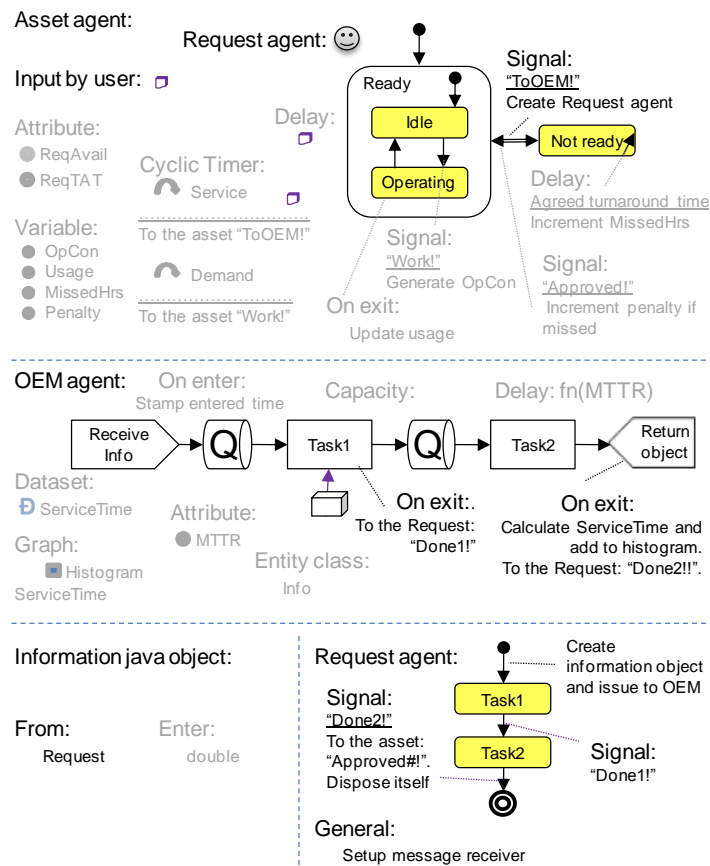 Asset agent:
Request agent:
Input by user:
Attribute:
ReqAvail
ReqTAT
Variable:
OpCon
Usage
MissedHrs
Penalty
Cyclic Timer:
Service
To the asset “ToOEM!”
Demand
To the asset “Work!”
Delay:
Ready
Idle
Operating
Signal:
“ToOEM!”
Create Request agent
Not ready
Delay:
Agreed turnaround time
Increment MissedHrs
Signal:
“Work!”
Generate OpCon
Signal:
“Approved!”
Increment penalty if
missed
On exit:
Update usage
OEM agent:
On enter:
Stamp entered time
Capacity:
Delay: fn(MTTR)
Receive
Info
Q
Task1
Q
Task2
Return
object
Dataset:
Đ ServiceTime
Graph:
Histogram
ServiceTime
Attribute:
MTTR
Entity class:
Info
On exit:.
To the Request:
“Done1!”
On exit:
Calculate ServiceTime and
add to histogram.
To the Request: “Done2!!”.
Information java object:
From:
Request
Enter:
double
Request agent:
Create
information object
and issue to OEM
Task1
Signal:
“Done2!”
To the asset:
“Approved#!”.
Dispose itself
Task2
Signal:
“Done1!”
General:
Setup message receiver